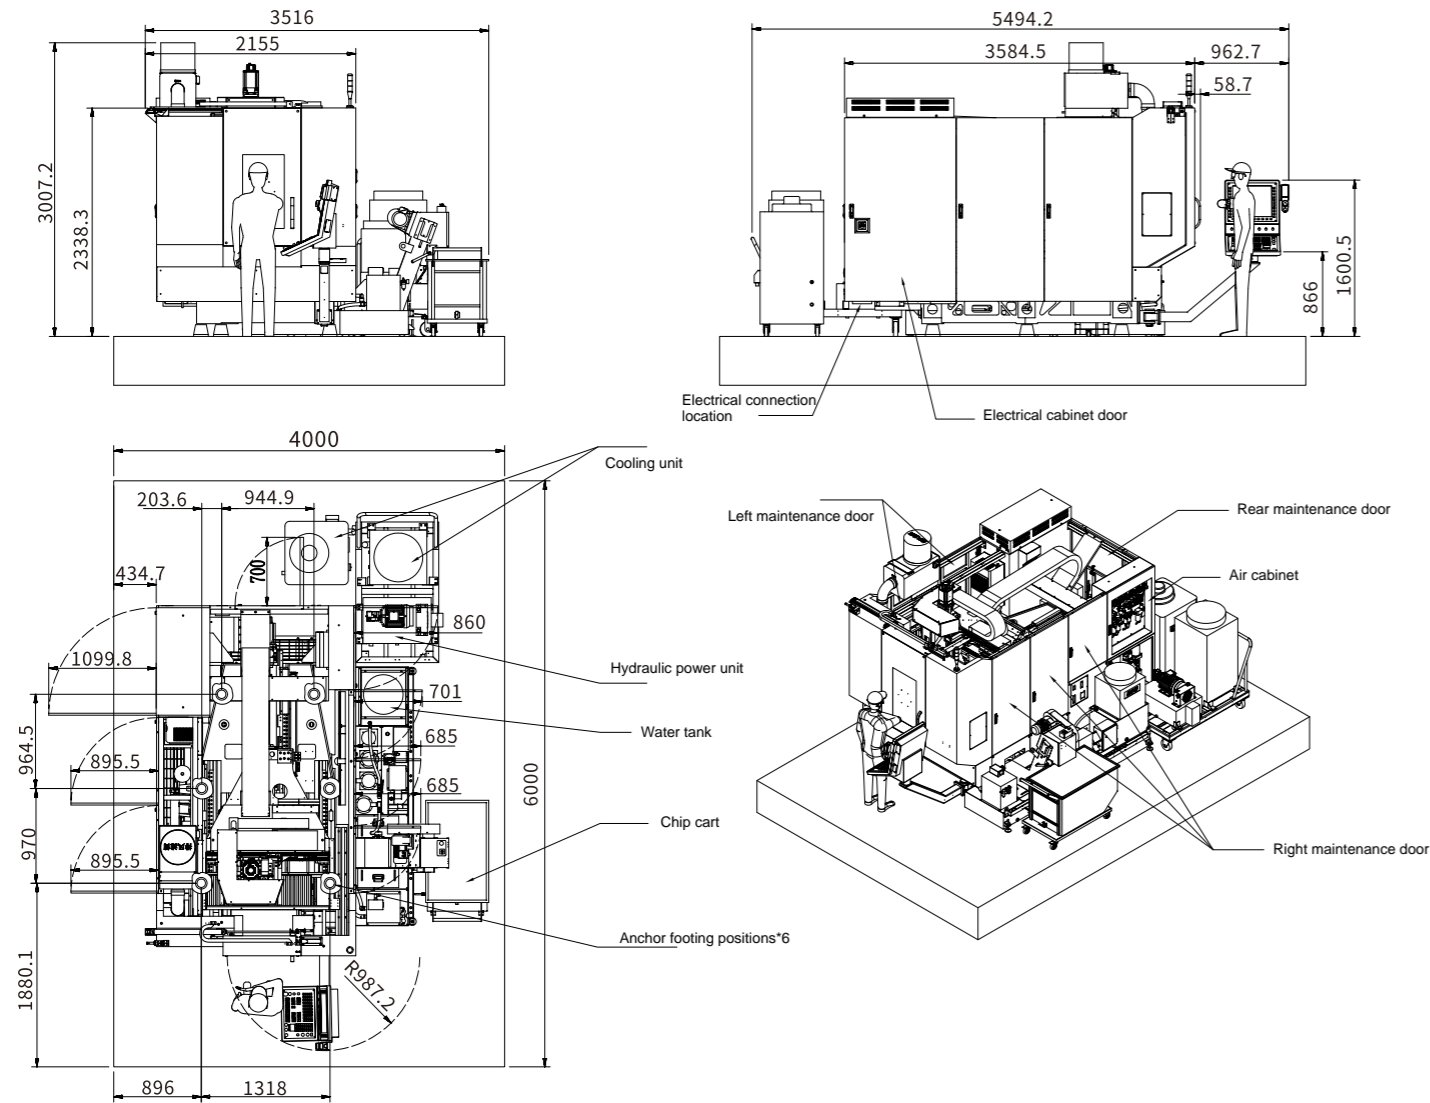 3516
2155
3007.2
2338.3
5494.2
3584.5
962.7
58.7
1600.5
866
Electrical connection
location
Electrical cabinet door
4000
Cooling unit
203.6
944.9
700
434.7
860
1099.8
Hydraulic power unit
701
Water tank
964.5
685
895.5
6000
685
Chip cart
970
895.5
Anchor footing positions*6
1880.1
R987.2
896
1318
Left maintenance door
Rear maintenance door
Air cabinet
Right maintenance door